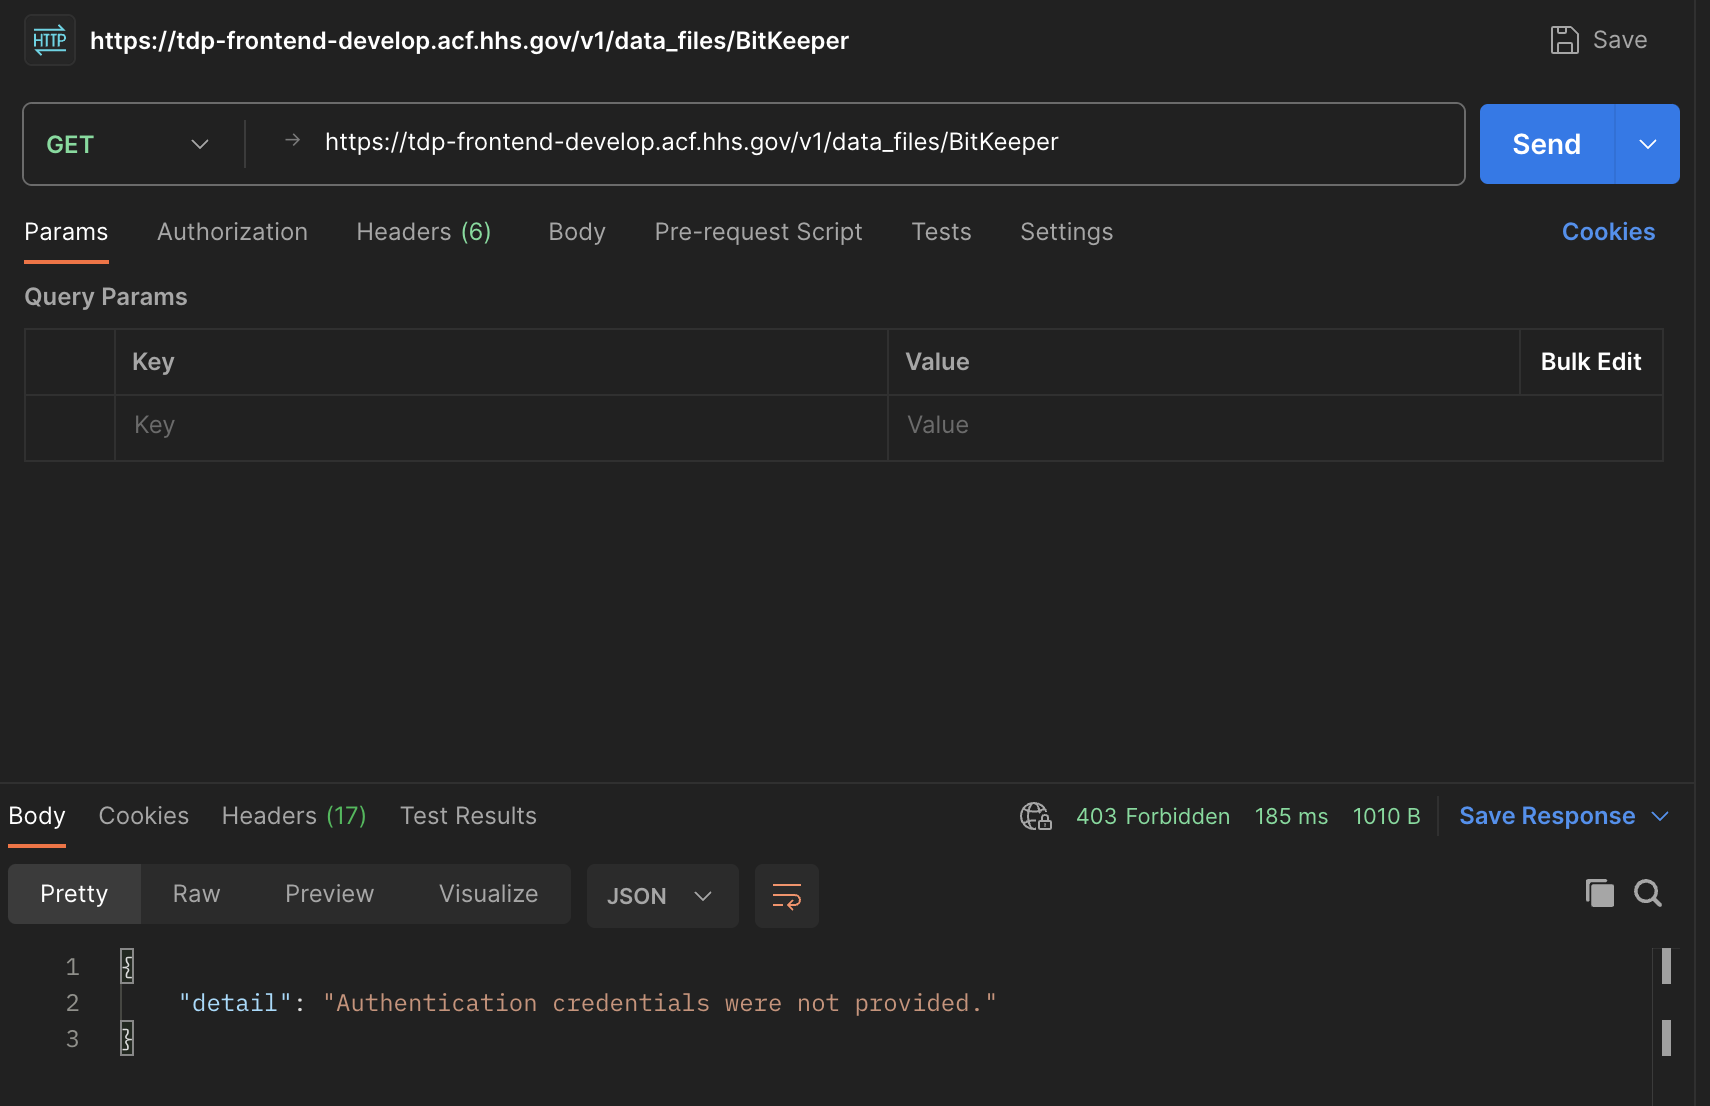 HTTP https://tdp-frontend-develop.acf.hhs.gov/v1/data_files/BitKeeper Save
GET → https://tdp-frontend-develop.acf.hhs.gov/v1/data_files/BitKeeper Send
Params Authorization Headers (6) Body Pre-request Script Tests Settings Cookies
Query Params
Key Value Bulk Edit
Key Value
Body Cookies Headers (17) Test Results 403 Forbidden 185 ms 1010 B Save Response
Pretty Raw Preview Visualize JSON
1 {
2 "detail": "Authentication credentials were not provided."
3 }